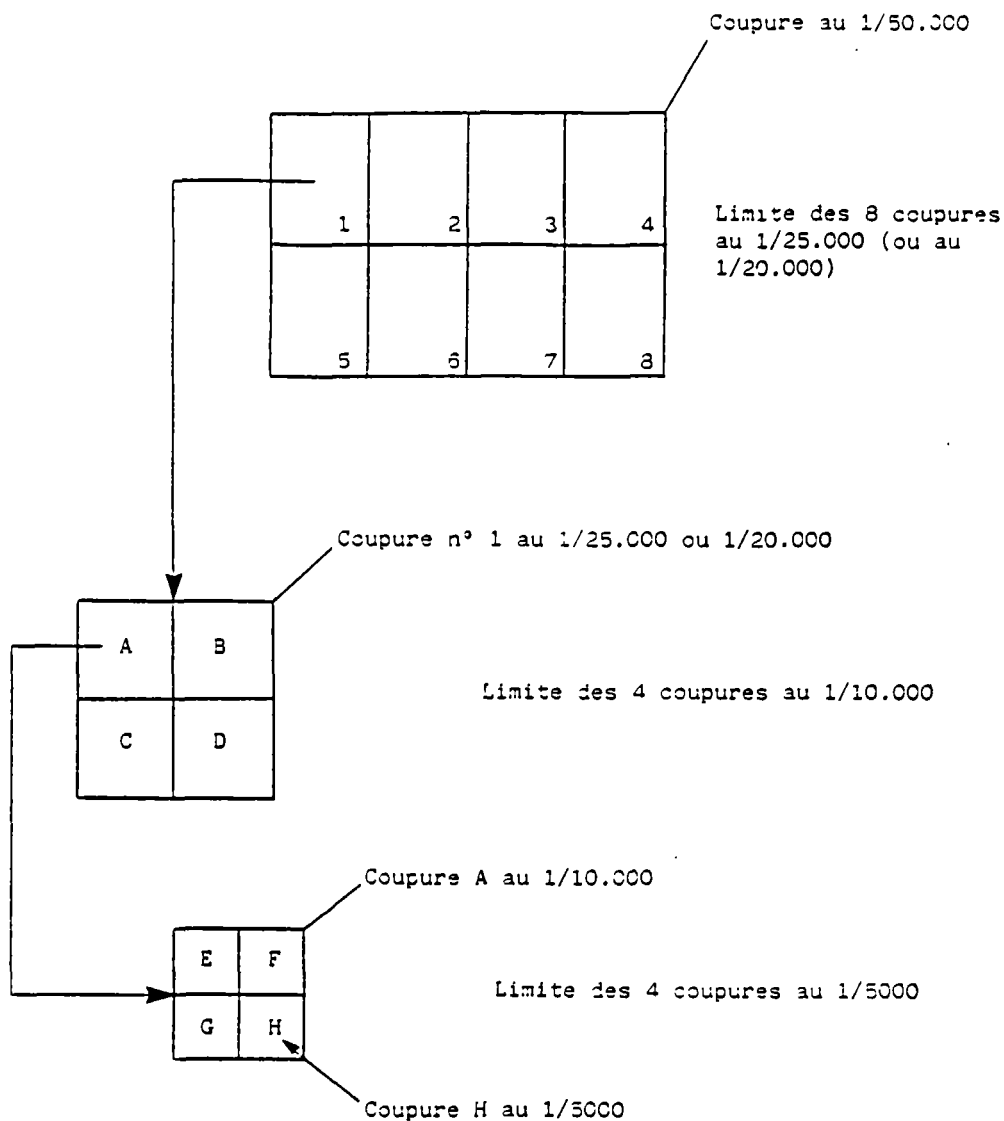 Coupure au 1/50.000
1 2 3 4
Limite des 8 coupures
au 1/25.000 (ou au
1/20.000)
5 6 7 8
Coupure n° 1 au 1/25.000 ou 1/20.000
A B
Limite des 4 coupures au 1/10.000
C D
Coupure A au 1/10.000
E F
Limite des 4 coupures au 1/5000
G H
Coupure H au 1/5000